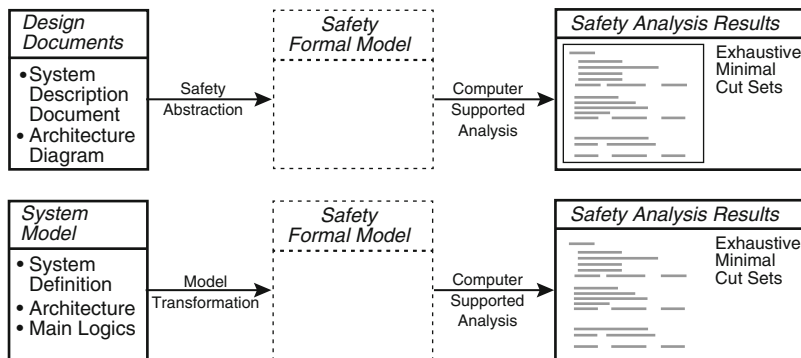 Design
Documents
• System
Description
Document
• Architecture
Diagram
Safety
Abstraction
Safety
Formal Model
Computer
Supported
Analysis
Safety Analysis Results
Exhaustive
Minimal
Cut Sets
System
Model
• System
Definition
• Architecture
• Main Logics
Model
Transformation
Safety
Formal Model
Computer
Supported
Analysis
Safety Analysis Results
Exhaustive
Minimal
Cut Sets